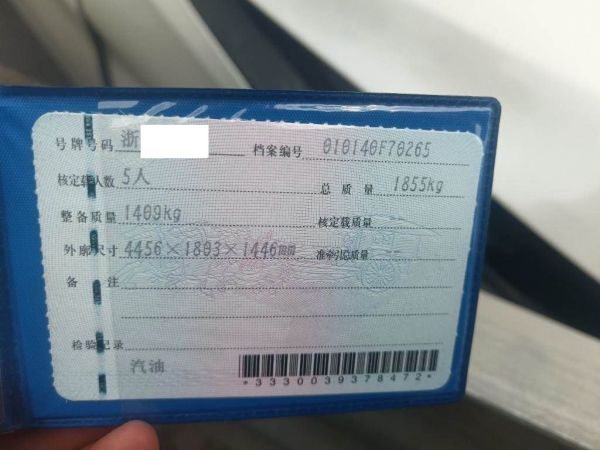 号牌号码 浙 档案编号 010140F70265
核定载人数 5人 总质量 1855kg
整备质量 1409kg 核定载质量
外廓尺寸 4456×1803×1446mm 准牵引总质量
备注
检验记录
汽油
*3330039378472*